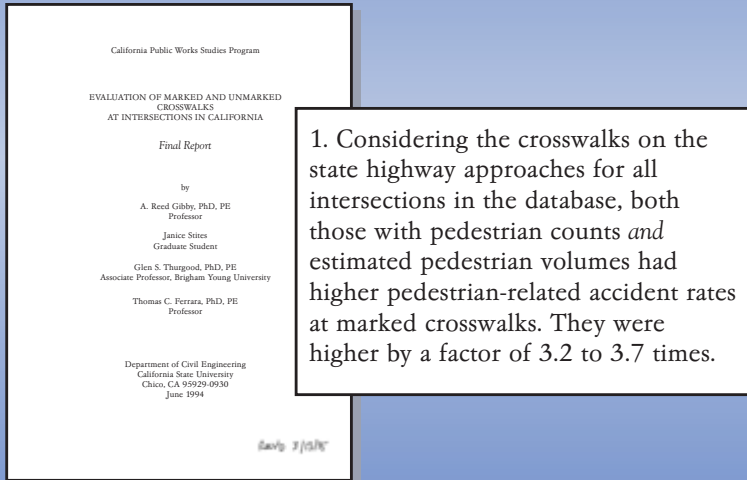 California Public Works Studies Program
EVALUATION OF MARKED AND UNMARKED
CROSSWALKS
AT INTERSECTIONS IN CALIFORNIA
Final Report
by
A. Reed Gibby, PhD, PE
Professor
Janice Stites
Graduate Student
Glen S. Thurgood, PhD, PE
Associate Professor, Brigham Young University
Thomas C. Ferrara, PhD, PE
Professor
Department of Civil Engineering
California State University
Chico, CA 95929-0930
June 1994
1. Considering the crosswalks on the
state highway approaches for all
intersections in the database, both
those with pedestrian counts and
estimated pedestrian volumes had
higher pedestrian-related accident rates
at marked crosswalks. They were
higher by a factor of 3.2 to 3.7 times.